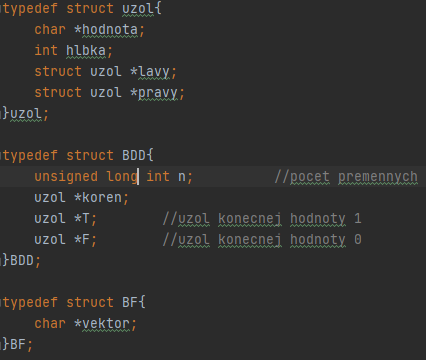 typedef struct uzol{
char *hodnota;
int hlbka;
struct uzol *lavy;
struct uzol *pravy;
}uzol;
typedef struct BDD{
unsigned long int n; //pocet premennych
uzol *koren;
uzol *T; //uzol konecnej hodnoty 1
uzol *F; //uzol konecnej hodnoty 0
}BDD;
typedef struct BF{
char *vektor;
}BF;